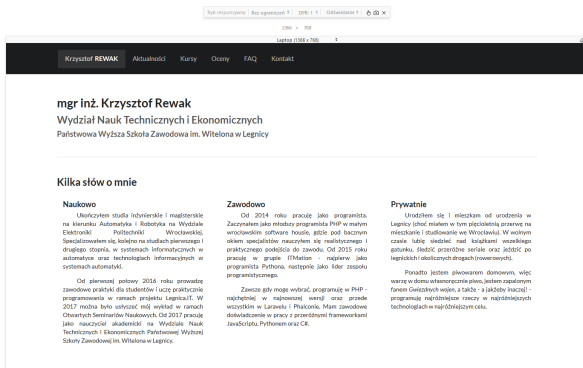 Tryb responsywny Bez ograniczeń DPR: 1 Odświeżanie
1366 × 768
Laptop (1366 x 768)
Krzysztof REWAK Aktualności Kursy Oceny FAQ Kontakt
mgr inż. Krzysztof Rewak
Wydział Nauk Technicznych i Ekonomicznych
Państwowa Wyższa Szkoła Zawodowa im. Witelona w Legnicy
Kilka słów o mnie
Naukowo
Ukończyłem studia inżynierskie i magisterskie
na kierunku Automatyka i Robotyka na Wydziale
Elektroniki Politechniki Wrocławskiej.
Specjalizowałem się, kolejno na studiach pierwszego i
drugiego stopnia, w systemach informatycznych w
automatyce oraz technologiach informacyjnych w
systemach automatyki.
Od pierwszej połowy 2016 roku prowadzę
zawodowe praktyki dla studentów i uczę praktycznie
programowania w ramach projektu Legnica.IT. W
2017 można było usłyszeć mój wykład w ramach
Otwartych Seminariów Naukowych. Od 2017 pracuję
jako nauczyciel akademicki na Wydziale Nauk
Technicznych i Ekonomicznych Państwowej Wyższej
Szkoły Zawodowej im. Witelona w Legnicy.
Zawodowo
Od 2014 roku pracuję jako programista.
Zaczynałem jako młodszy programista PHP w małym
wrocławskim software housie, gdzie pod bacznym
okiem specjalistów nauczyłem się realistycznego i
praktycznego podejścia do zawodu. Od 2015 roku
pracuję w grupie ITMation - najpierw jako
programista Pythona, następnie jako lider zespołu
programistycznego.
Zawsze gdy mogę wybrać, programuję w PHP -
najchętniej w najnowszej wersji oraz przede
wszystkim w Laravelu i Phalconie. Mam zawodowe
doświadczenie w pracy z przeróżnymi frameworkami
JavaScriptu, Pythonem oraz C#.
Prywatnie
Urodziłem się i mieszkam od urodzenia w
Legnicy (choć miałem w tym pięcioletnią przerwę na
mieszkanie i studiowanie we Wrocławiu). W wolnym
czasie lubię siedzieć nad książkami wszelkiego
gatunku, śledzić przeróżne seriale oraz jeździć po
legnickich i okolicznych drogach (rowerowych).
Ponadto jestem piwowarem domowym, więc
warzę w domu własnoręcznie piwo, jestem zapalonym
fanem Gwiezdnych wojen, a także - a jakżeby inaczej! -
programuję najróżniejsze rzeczy w najróżniejszych
technologiach w najróżniejszym celu.